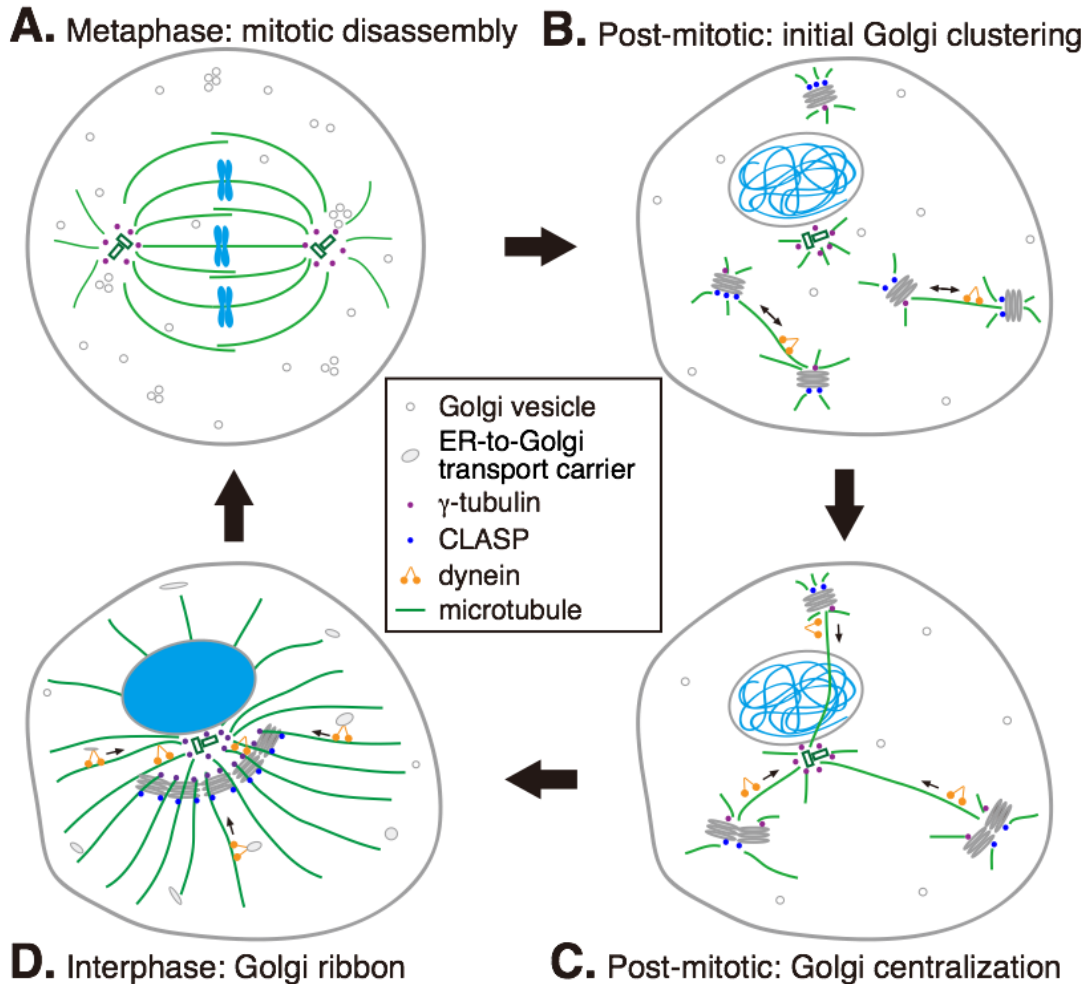 A. Metaphase: mitotic disassembly
B. Post-mitotic: initial Golgi clustering
Golgi vesicle
ER-to-Golgi
transport carrier
γ-tubulin
CLASP
dynein
microtubule
D. Interphase: Golgi ribbon
C. Post-mitotic: Golgi centralization